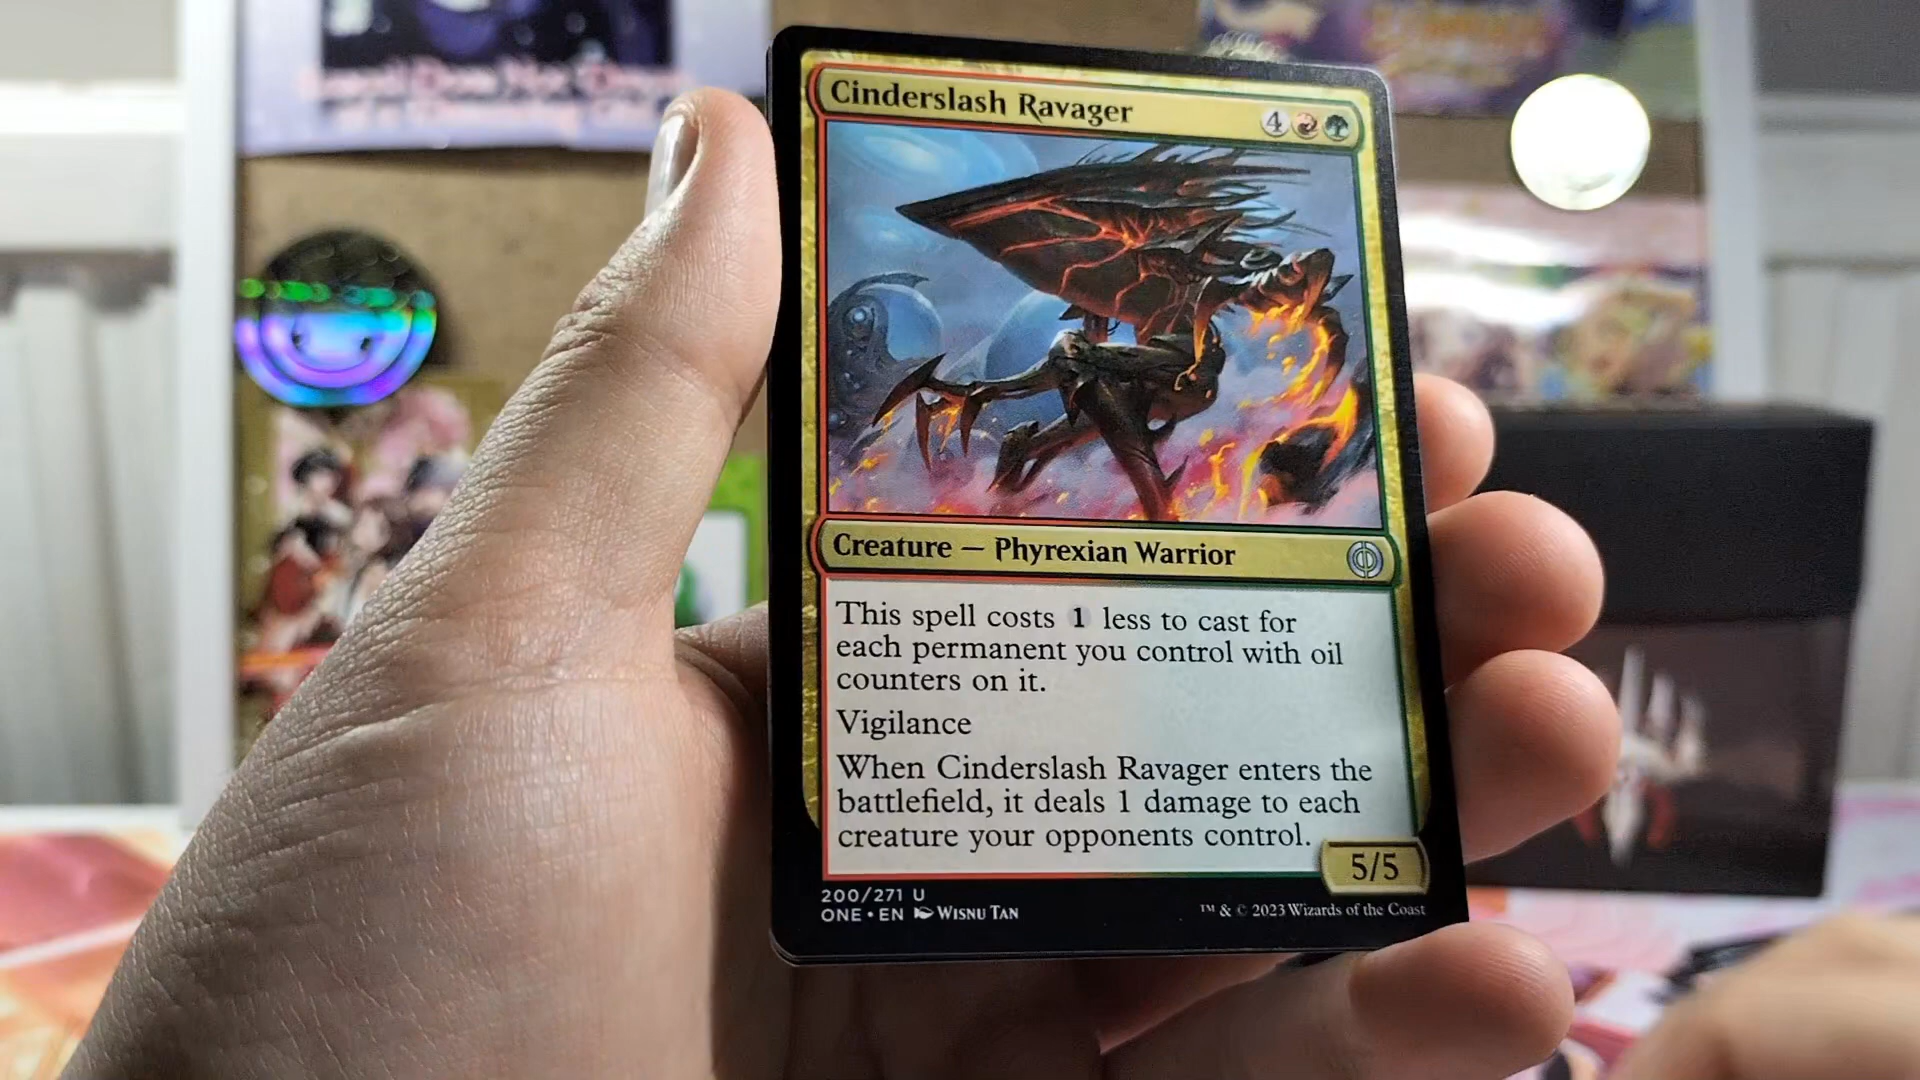 Cinderslash Ravager
4
Creature — Phyrexian Warrior
This spell costs 1 less to cast for
each permanent you control with oil
counters on it.
Vigilance
When Cinderslash Ravager enters the
battlefield, it deals 1 damage to each
creature your opponents control.
5/5
200/271 U
ONE • EN Wisnu Tan
™ & © 2023 Wizards of the Coast